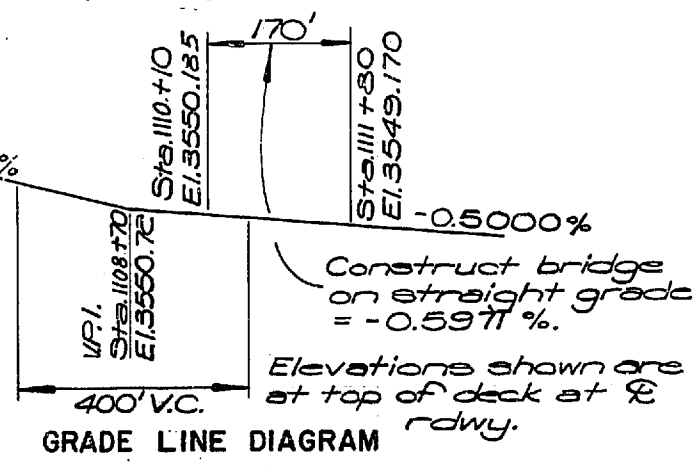 170'
Sta.1110+10
El.3550.185
Sta.1111+80
El.3549.170
%
-0.5000%
V.P.I.
Sta.1108+70
El.3550.72
Construct bridge
on straight grade
= -0.5971 %.
400' V.C.
Elevations shown are
at top of deck at ℄
rdwy.
GRADE LINE DIAGRAM